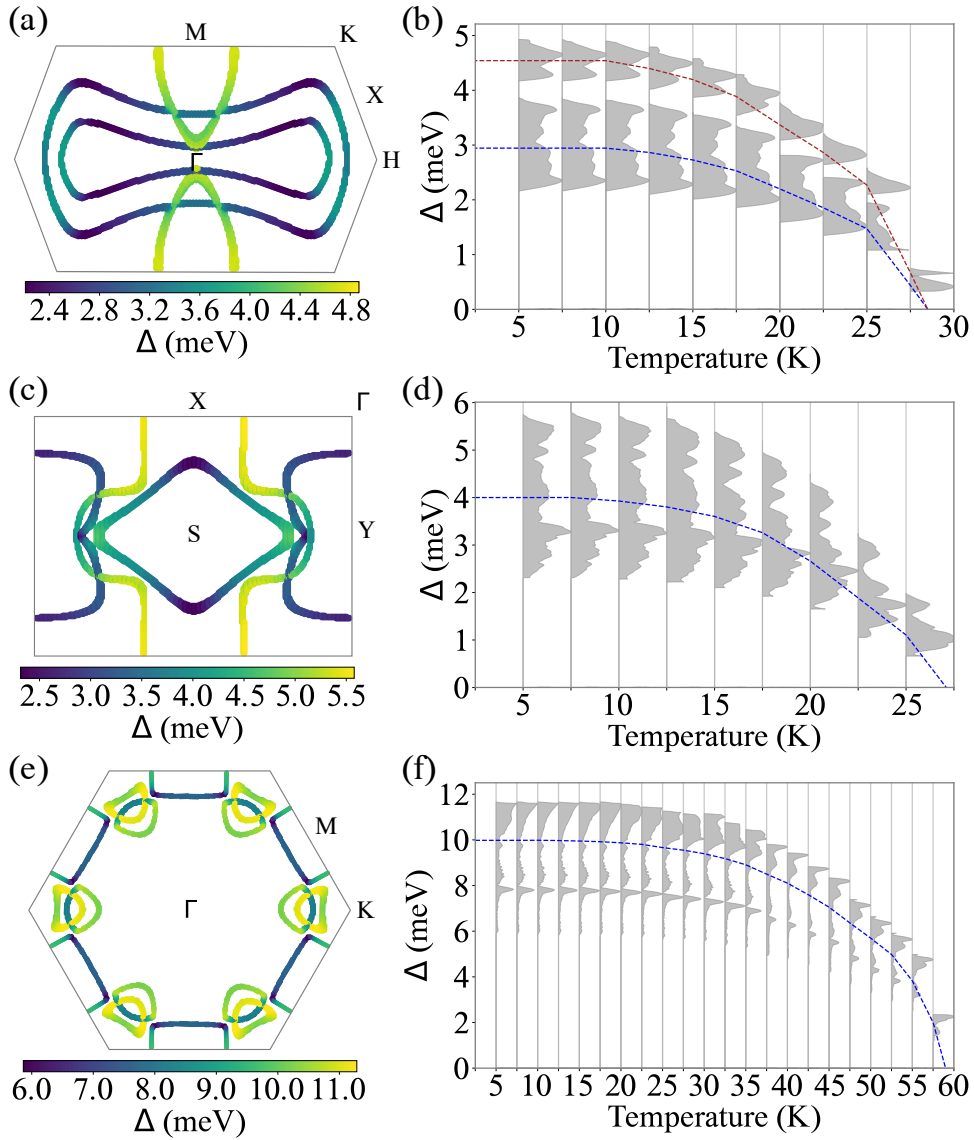 (a)
M
K
X
H
Γ
2.4 2.8 3.2 3.6 4.0 4.4 4.8
Δ (meV)
(b)
5
4
3
2
1
0
Δ (meV)
5 10 15 20 25 30
Temperature (K)
(c)
X
Γ
S
Y
2.5 3.0 3.5 4.0 4.5 5.0 5.5
Δ (meV)
(d)
6
5
4
3
2
1
0
Δ (meV)
5 10 15 20 25
Temperature (K)
(e)
M
Γ
K
6.0 7.0 8.0 9.0 10.0 11.0
Δ (meV)
(f)
12
10
8
6
4
2
0
Δ (meV)
5 10 15 20 25 30 35 40 45 50 55 60
Temperature (K)